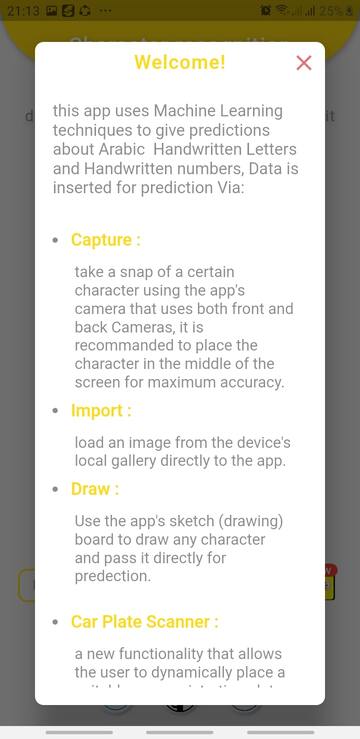 21:13
25%
Welcome!
this app uses Machine Learning
techniques to give predictions
about Arabic Handwritten Letters
and Handwritten numbers, Data is
inserted for prediction Via:
• Capture :
take a snap of a certain
character using the app's
camera that uses both front and
back Cameras, it is
recommanded to place the
character in the middle of the
screen for maximum accuracy.
• Import :
load an image from the device's
local gallery directly to the app.
• Draw :
Use the app's sketch (drawing)
board to draw any character
and pass it directly for
predection.
• Car Plate Scanner :
a new functionality that allows
the user to dynamically place a